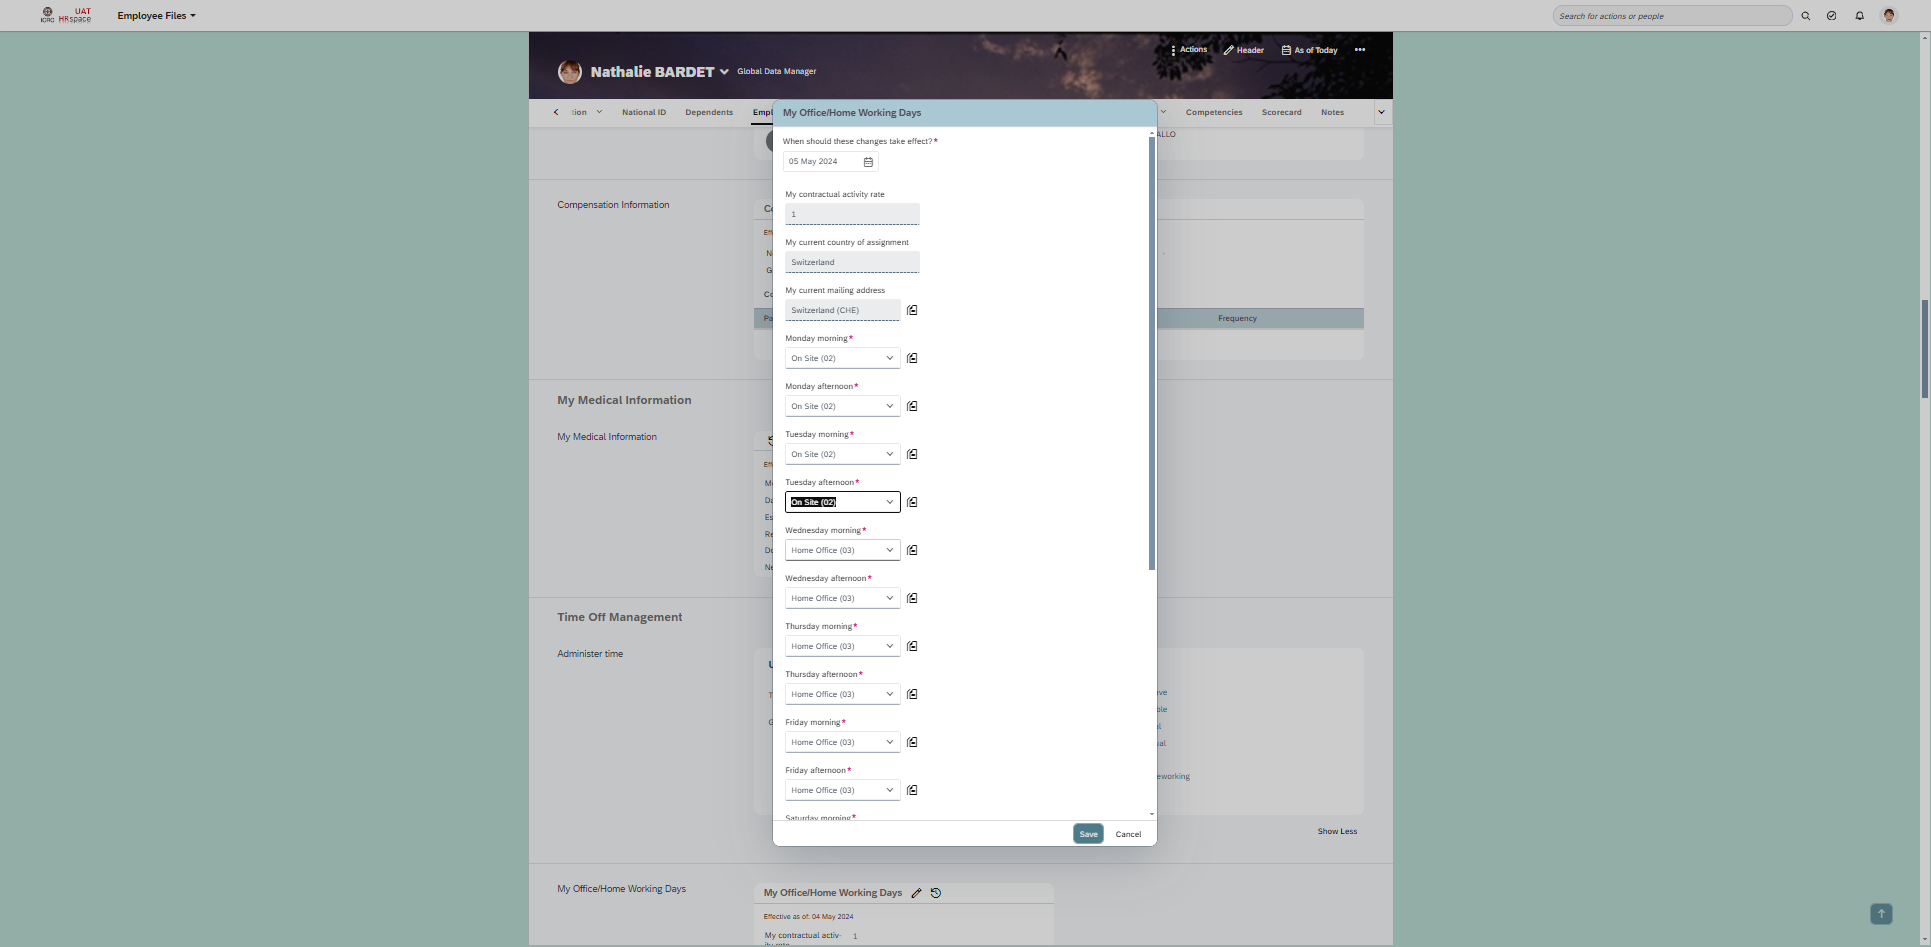 ICRC
UAT
HRspace
Employee Files
Search for actions or people
Actions
Header
As of Today
Nathalie BARDET
Global Data Manager
tion
National ID
Dependents
Empl
Competencies
Scorecard
Notes
My Office/Home Working Days
ALLO
When should these changes take effect?*
05 May 2024
My contractual activity rate
1
Compensation Information
My current country of assignment
Switzerland
My current mailing address
Switzerland (CHE)
Frequency
Monday morning*
On Site (02)
Monday afternoon*
On Site (02)
My Medical Information
My Medical Information
Tuesday morning*
On Site (02)
Tuesday afternoon*
On Site (02)
Wednesday morning*
Home Office (03)
Wednesday afternoon*
Home Office (03)
Time Off Management
Administer time
Thursday morning*
Home Office (03)
Thursday afternoon*
Home Office (03)
Friday morning*
Home Office (03)
Friday afternoon*
Home Office (03)
eworking
Saturday morning*
Save
Cancel
Show Less
My Office/Home Working Days
My Office/Home Working Days
Effective as of: 04 May 2024
My contractual activ-
1
ity rate